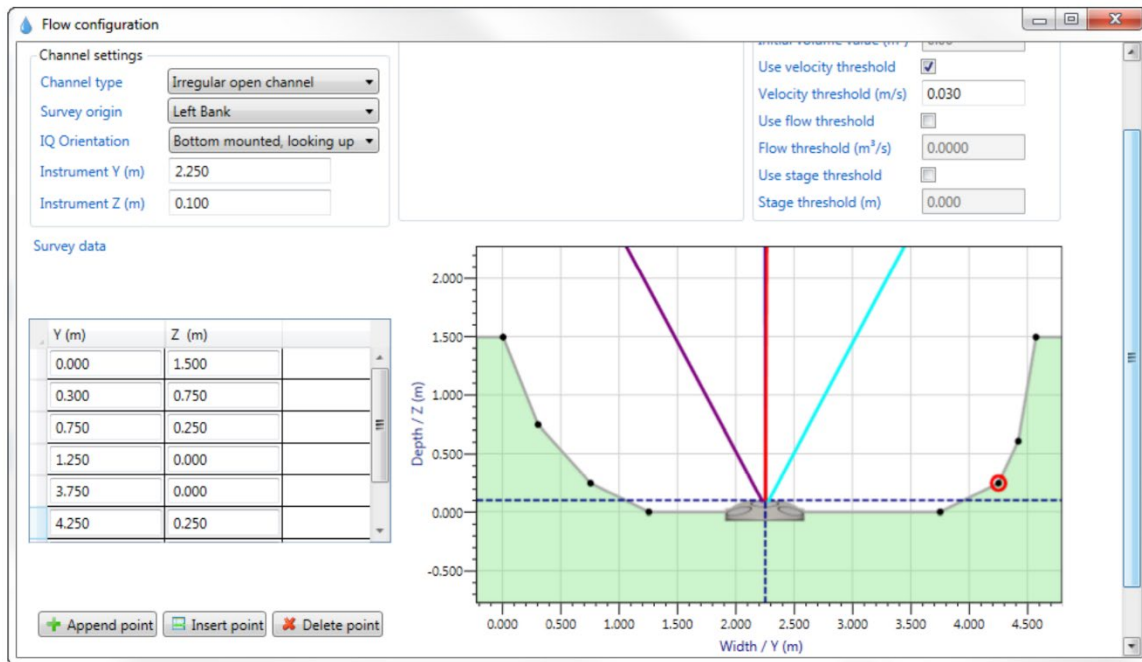 Flow configuration
Channel settings
Channel type Irregular open channel
Survey origin Left Bank
IQ Orientation Bottom mounted, looking up
Instrument Y (m) 2.250
Instrument Z (m) 0.100
Use velocity threshold
Velocity threshold (m/s) 0.030
Use flow threshold
Flow threshold (m³/s) 0.0000
Use stage threshold
Stage threshold (m) 0.000
Survey data
Y (m) Z (m)
0.000 1.500
0.300 0.750
0.750 0.250
1.250 0.000
3.750 0.000
4.250 0.250
Append point Insert point Delete point
Depth / Z (m)
2.000
1.500
1.000
0.500
0.000
-0.500
0.000 0.500 1.000 1.500 2.000 2.500 3.000 3.500 4.000 4.500
Width / Y (m)